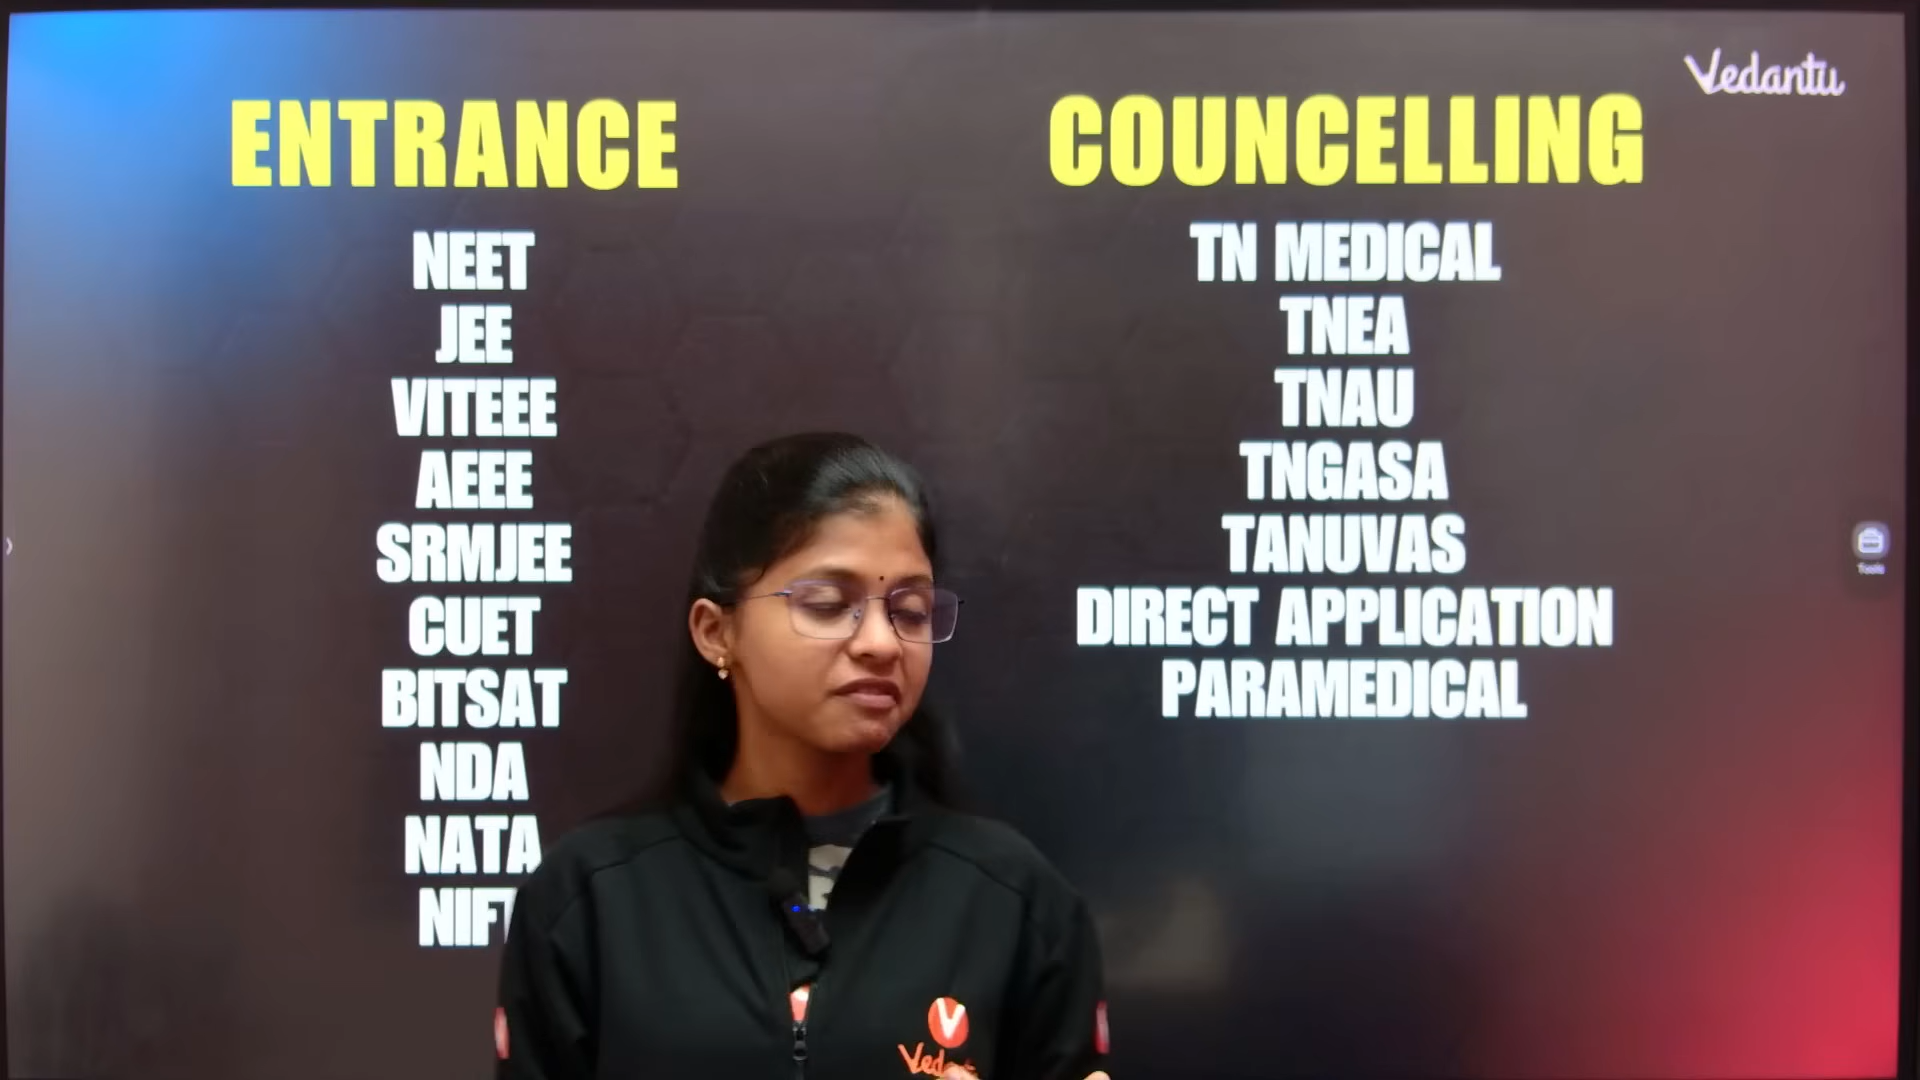 Vedantu
ENTRANCE
NEET
JEE
VITEEE
AEEE
SRMJEE
CUET
BITSAT
NDA
NATA
COUNCELLING
TN MEDICAL
TNEA
TNAU
TNGASA
TANUVAS
DIRECT APPLICATION
PARAMEDICAL
Tools
V